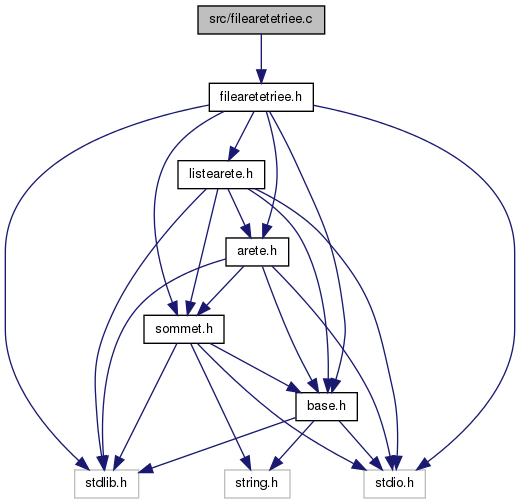 src/filearetetriee.c
filearetetriee.h
listearete.h
arete.h
sommet.h
base.h
stdlib.h
string.h
stdio.h